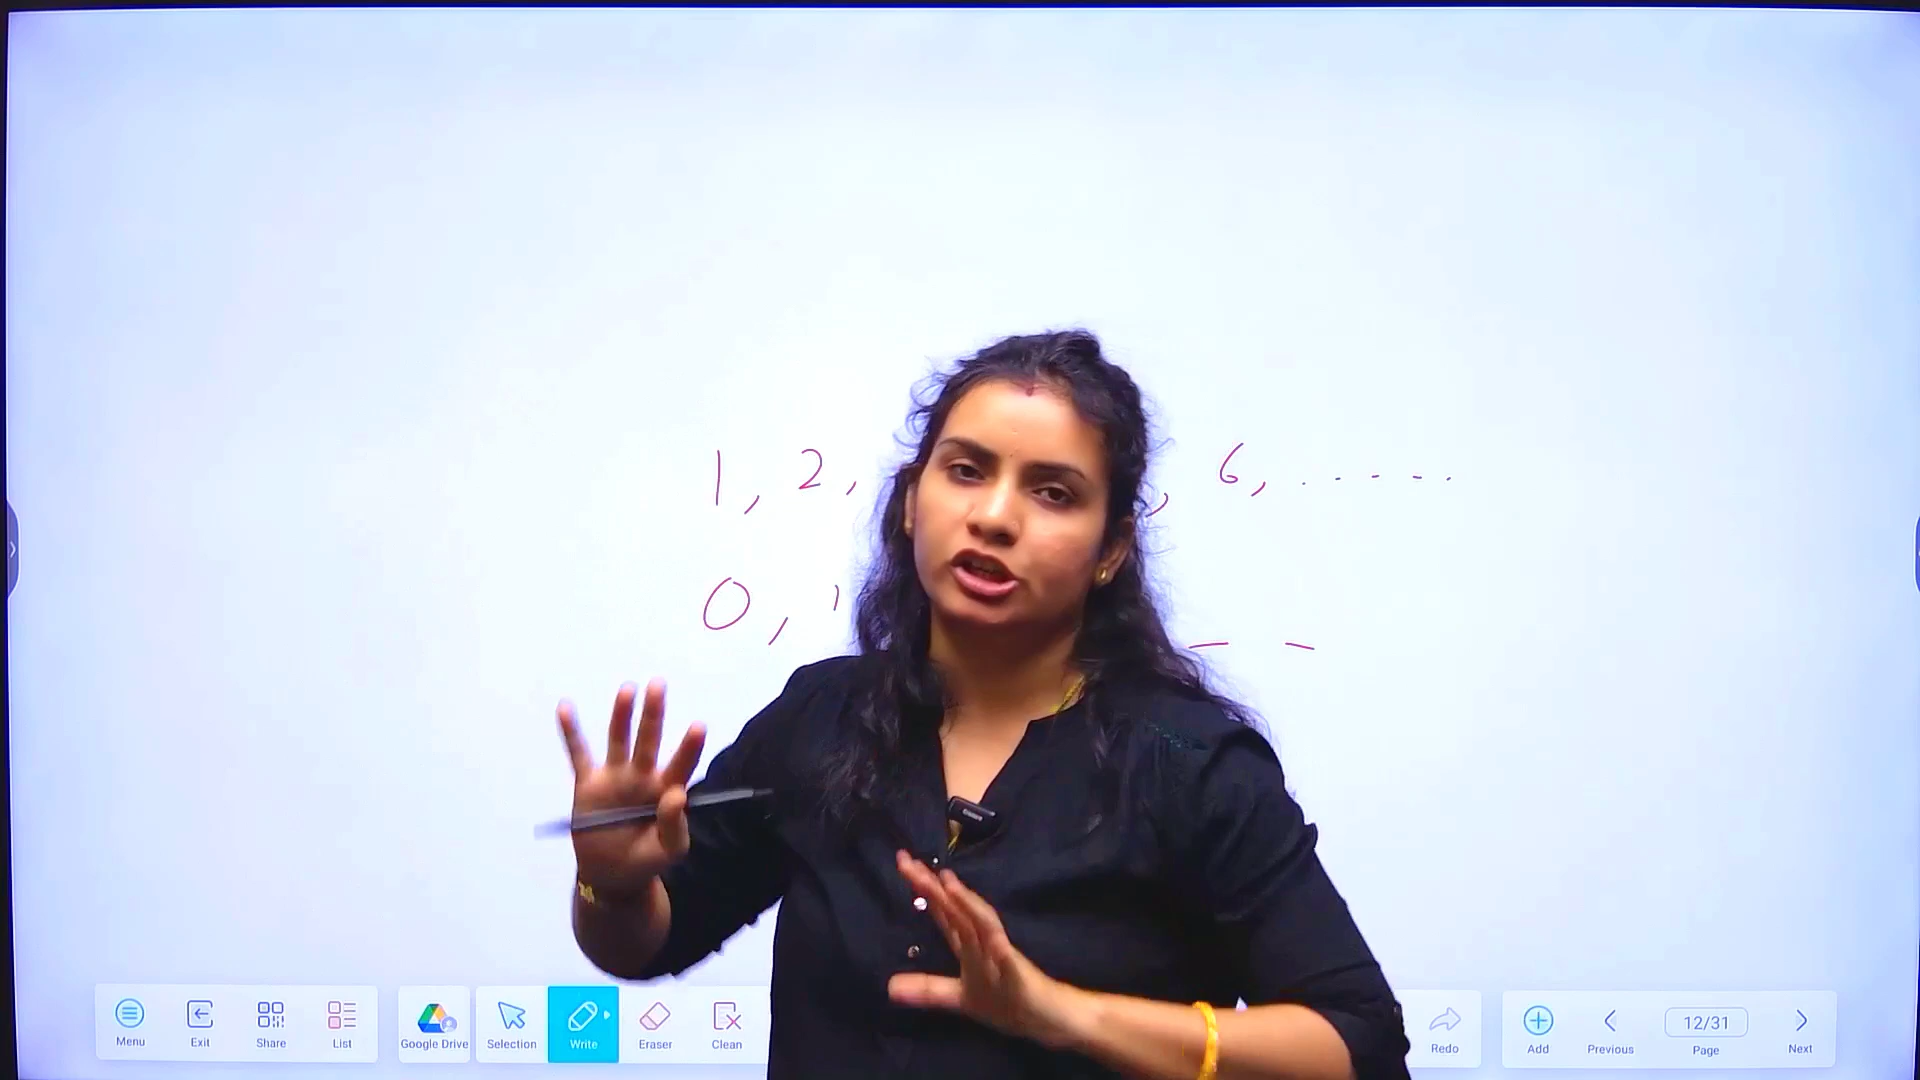 1, 2, , 6, .....
0, 1 _ _
Menu Exit Share List Google Drive Selection Write Eraser Clean Redo Add Previous 12/31 Page Next